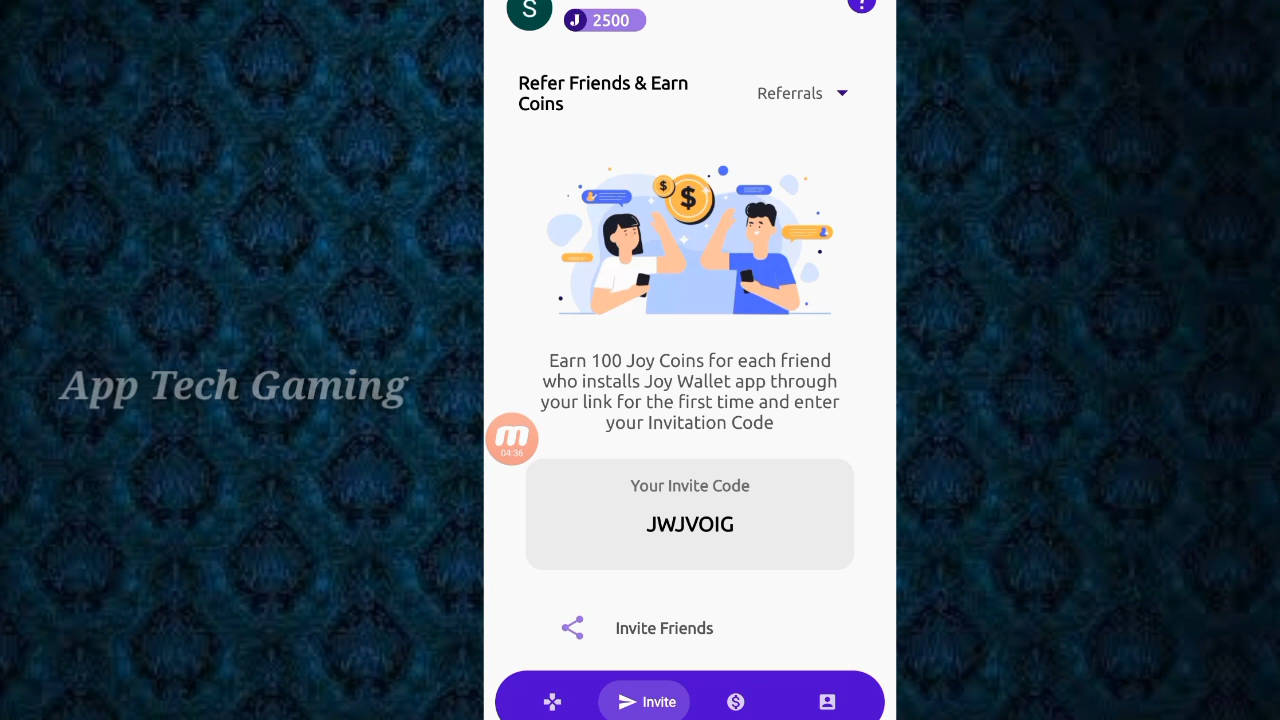 S
J 2500
?
Refer Friends & Earn
Coins
Referrals
$ $
Earn 100 Joy Coins for each friend
who installs Joy Wallet app through
your link for the first time and enter
your Invitation Code
App Tech Gaming
m
04:36
Your Invite Code
JWJVOIG
Invite Friends
Invite
$